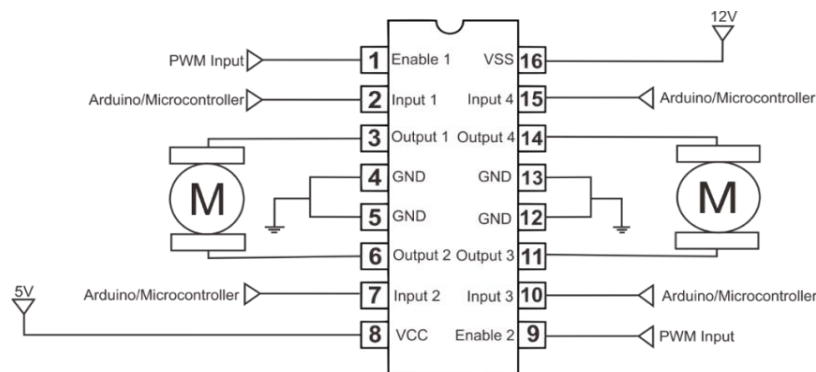 12V
PWM Input 1 Enable 1 VSS 16
Arduino/Microcontroller 2 Input 1 Input 4 15 Arduino/Microcontroller
3 Output 1 Output 4 14
M 4 GND GND 13 M
5 GND GND 12
6 Output 2 Output 3 11
5V Arduino/Microcontroller 7 Input 2 Input 3 10 Arduino/Microcontroller
8 VCC Enable 2 9 PWM Input